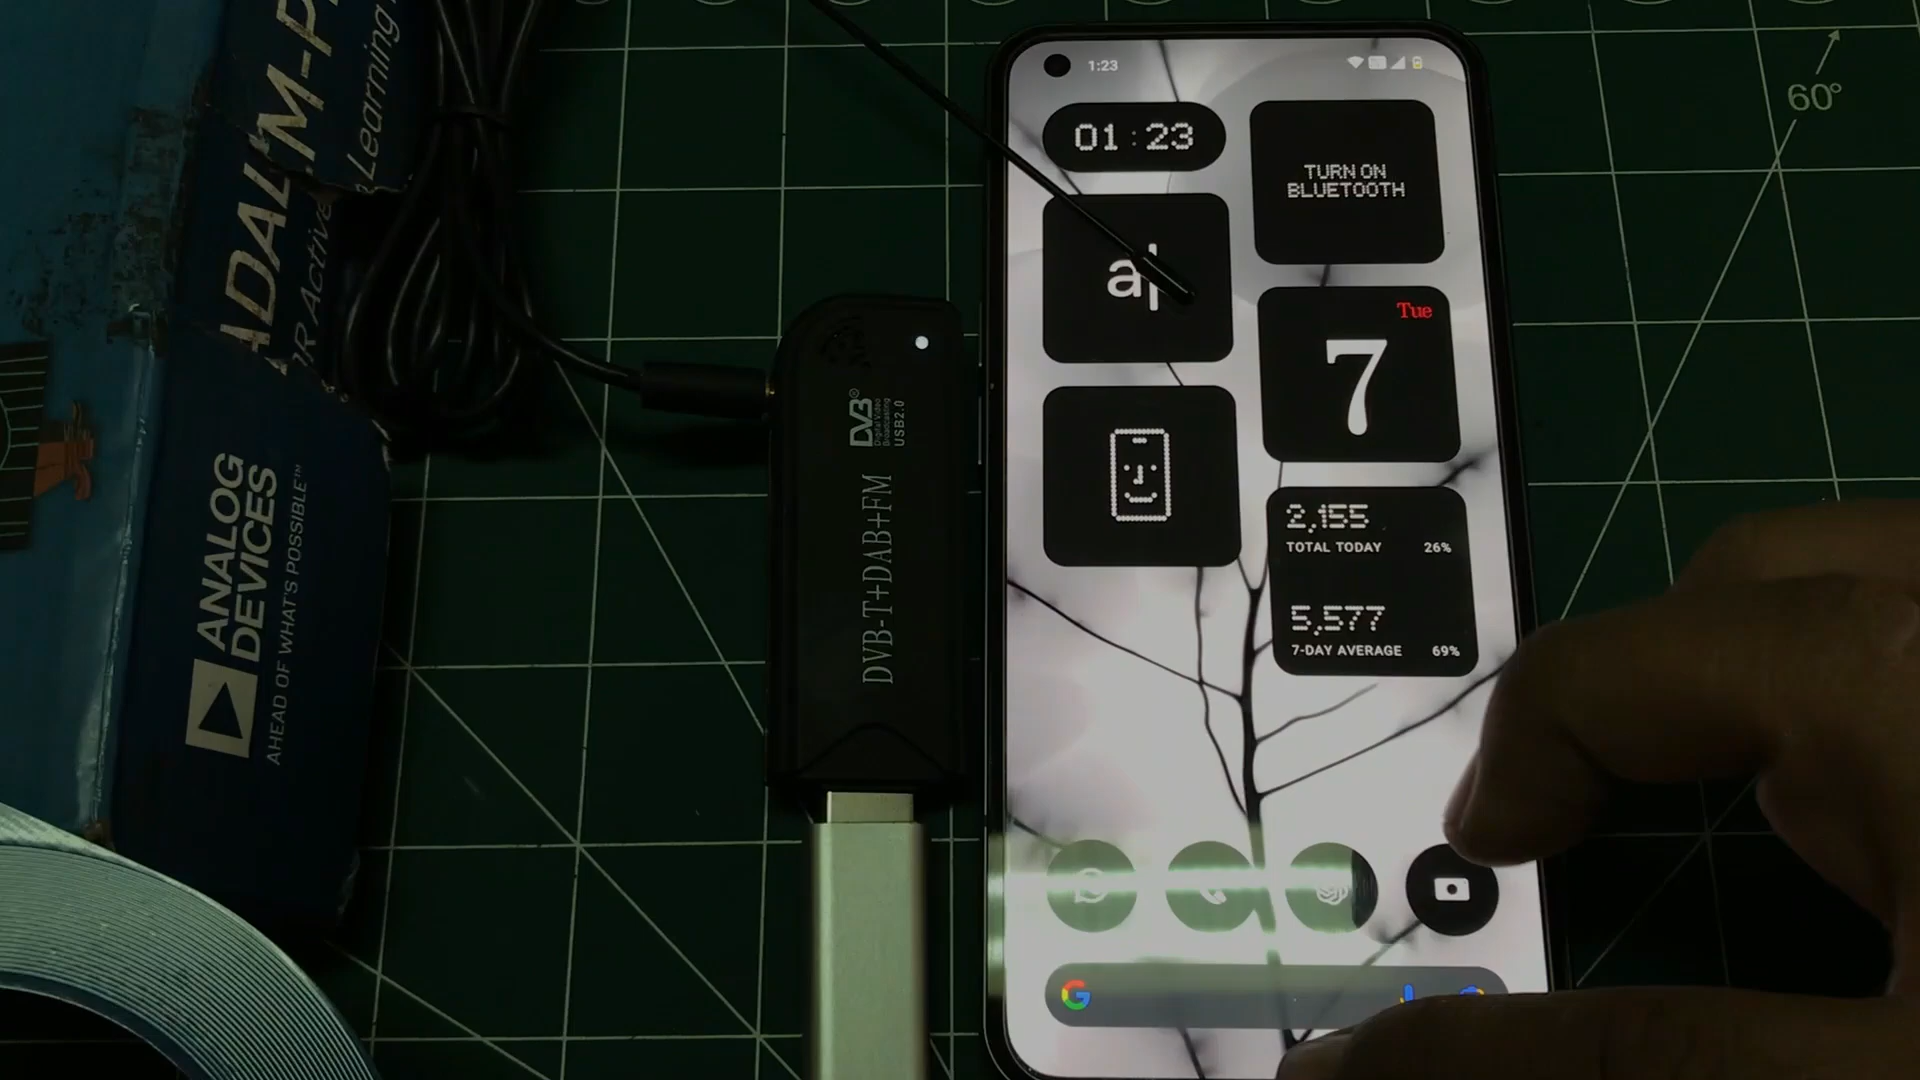 ADALM-P
Learning
DR Active
ANALOG
DEVICES
AHEAD OF WHAT'S POSSIBLE™
DVB®
Digital Video
Broadcasting
USB2.0
DVB-T+DAB+FM
1:23
01:23
TURN ON
BLUETOOTH
a
Tue
7
2,155
TOTAL TODAY 26%
5,577
7-DAY AVERAGE 69%
G
60°